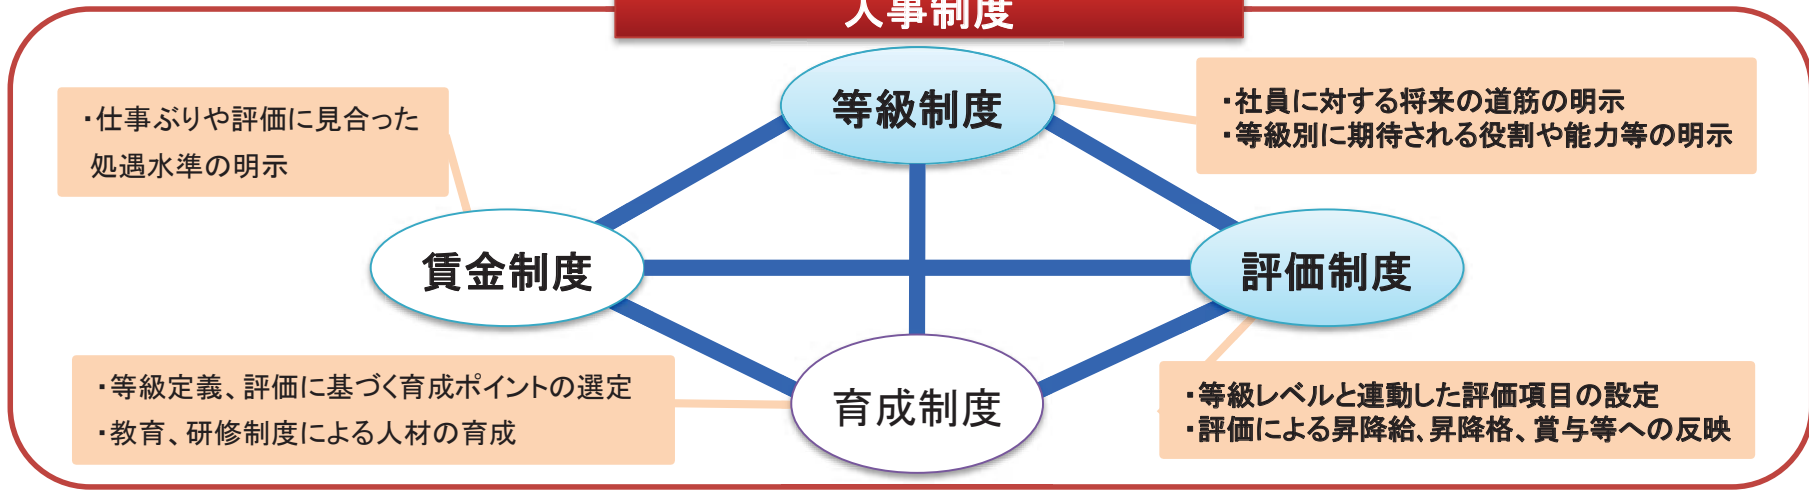 人事制度
等級制度
・社員に対する将来の道筋の明示
・等級別に期待される役割や能力等の明示
・仕事ぶりや評価に見合った
処遇水準の明示
賃金制度
評価制度
育成制度
・等級定義、評価に基づく育成ポイントの選定
・教育、研修制度による人材の育成
・等級レベルと連動した評価項目の設定
・評価による昇降給、昇降格、賞与等への反映